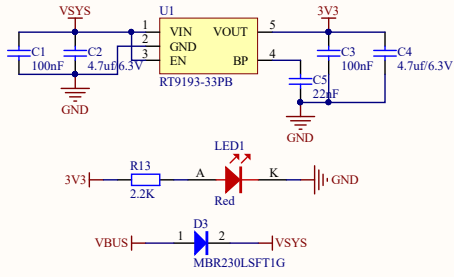 VSYS
U1
3V3
1 VIN VOUT 5
2 GND
3 EN BP 4
RT9193-33PB
C1
100nF
C2
4.7uf/6.3V
GND
C5
22nF
C3
100nF
C4
4.7uf/6.3V
GND
LED1
3V3 R13 A K GND
2.2K
Red
D3
VBUS 1 2 VSYS
MBR230LSFT1G